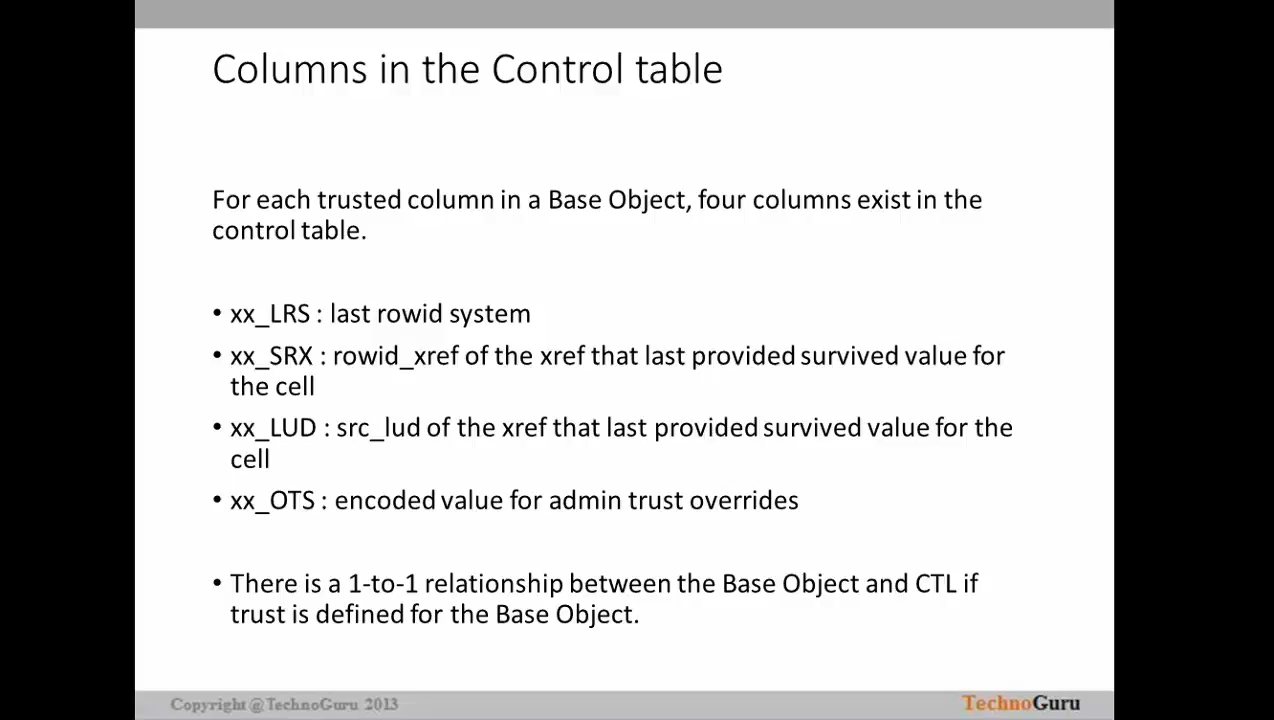 Columns in the Control table
For each trusted column in a Base Object, four columns exist in the
control table.
• xx_LRS : last rowid system
• xx_SRX : rowid_xref of the xref that last provided survived value for
the cell
• xx_LUD : src_lud of the xref that last provided survived value for the
cell
• xx_OTS : encoded value for admin trust overrides
• There is a 1-to-1 relationship between the Base Object and CTL if
trust is defined for the Base Object.
Copyright @ TechnoGuru 2013
TechnoGuru